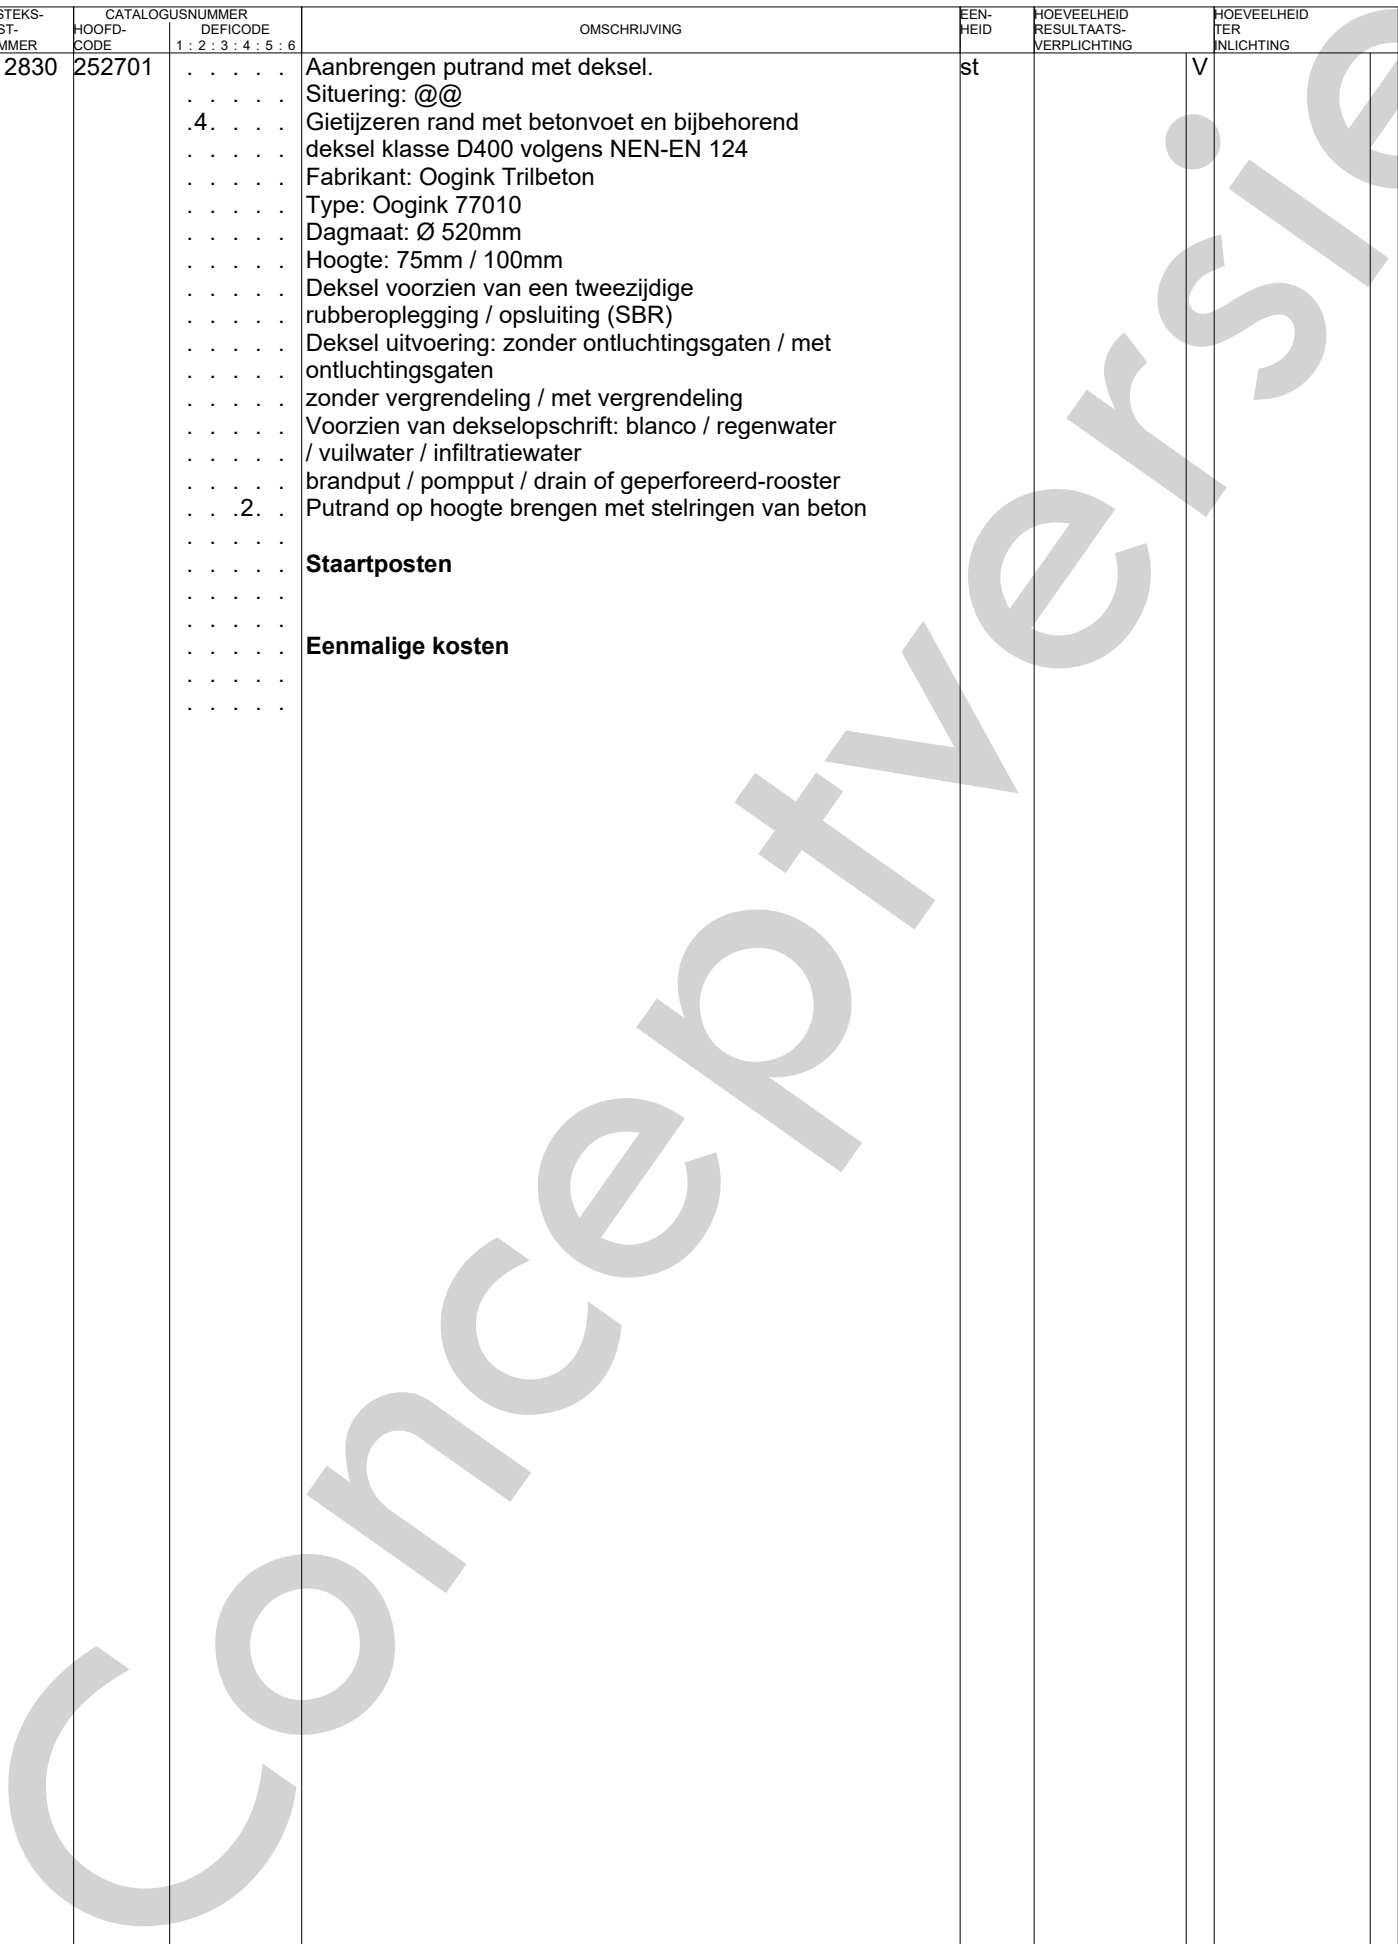 STEKS- CATALOGUSNUMMER EEN- HOEVEELHEID HOEVEELHEID
ST- HOOFD- DEFICODE OMSCHRIJVING HEID RESULTAATS- TER
MMER CODE 1 : 2 : 3 : 4 : 5 : 6 VERPLICHTING INLICHTING
2830 252701 . . . . . Aanbrengen putrand met deksel. st V
. . . . . Situering: @@
.4. . . . Gietijzeren rand met betonvoet en bijbehorend
. . . . . deksel klasse D400 volgens NEN-EN 124
. . . . . Fabrikant: Oogink Trilbeton
. . . . . Type: Oogink 77010
. . . . . Dagmaat: Ø 520mm
. . . . . Hoogte: 75mm / 100mm
. . . . . Deksel voorzien van een tweezijdige
. . . . . rubberoplegging / opsluiting (SBR)
. . . . . Deksel uitvoering: zonder ontluchtingsgaten / met
. . . . . ontluchtingsgaten
. . . . . zonder vergrendeling / met vergrendeling
. . . . . Voorzien van dekselopschrift: blanco / regenwater
. . . . . / vuilwater / infiltratiewater
. . . . . brandput / pompput / drain of geperforeerd-rooster
. . .2. . Putrand op hoogte brengen met stelringen van beton
. . . . .
. . . . . Staartposten
. . . . .
. . . . .
. . . . . Eenmalige kosten
. . . . .
. . . . .
Conceptversie